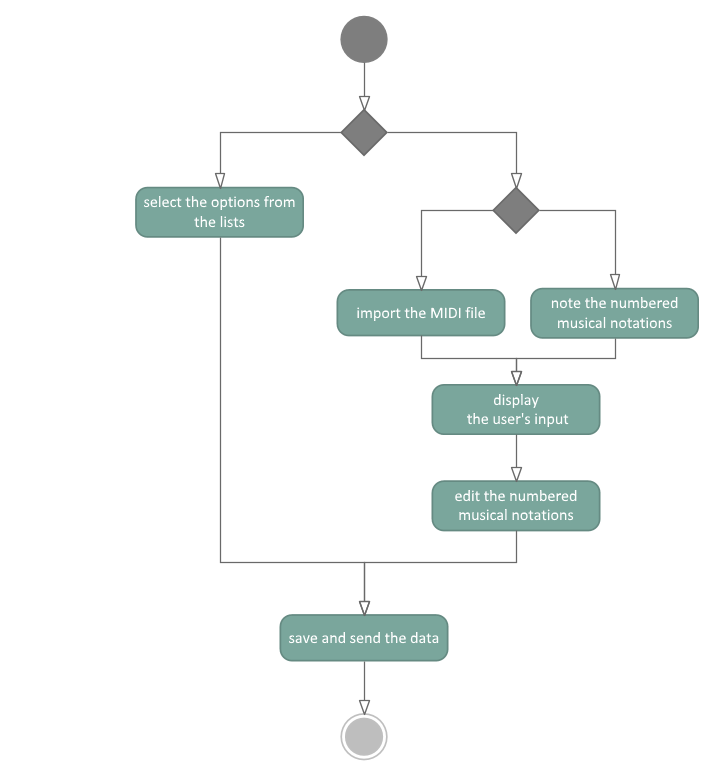 select the options from
the lists
import the MIDI file
note the numbered
musical notations
display
the user's input
edit the numbered
musical notations
save and send the data